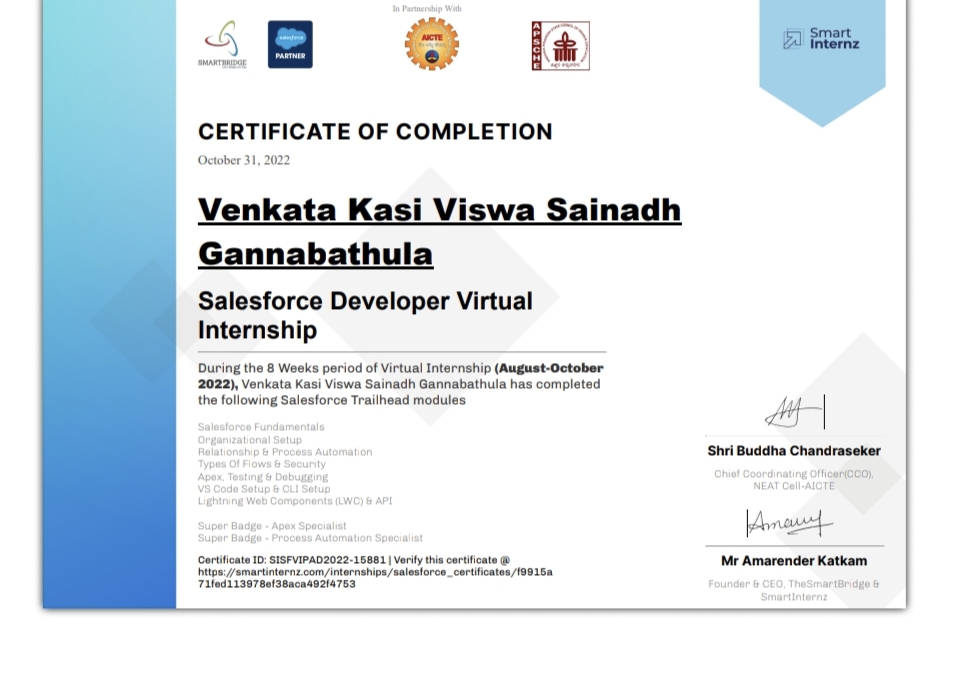 In Partnership With
SMARTBRIDGE
salesforce
PARTNER
AICTE
APSCHE
Smart
Internz
CERTIFICATE OF COMPLETION
October 31, 2022
Venkata Kasi Viswa Sainadh
Gannabathula
Salesforce Developer Virtual
Internship
During the 8 Weeks period of Virtual Internship (August-October
2022), Venkata Kasi Viswa Sainadh Gannabathula has completed
the following Salesforce Trailhead modules
Salesforce Fundamentals
Organizational Setup
Relationship & Process Automation
Types Of Flows & Security
Apex, Testing & Debugging
VS Code Setup & CLI Setup
Lightning Web Components (LWC) & API
Super Badge - Apex Specialist
Super Badge - Process Automation Specialist
Certificate ID: SISFVIPAD2022-15881 | Verify this certificate @
https://smartinternz.com/internships/salesforce_certificates/f9915a
71fed113978ef38aca492f4753
Shri Buddha Chandraseker
Chief Coordinating Officer(CCO),
NEAT Cell-AICTE
Mr Amarender Katkam
Founder & CEO, TheSmartBridge &
SmartInternz